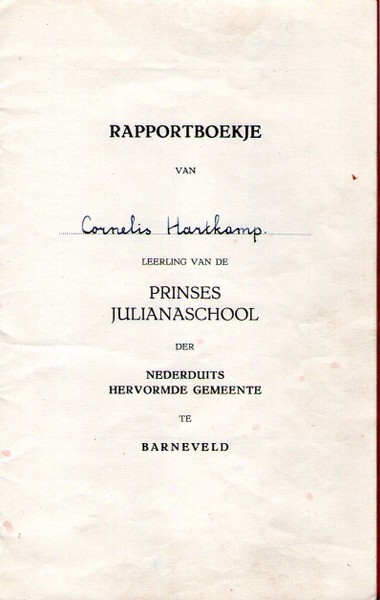 RAPPORTBOEKJE
VAN
Cornelis Hartkamp.
LEERLING VAN DE
PRINSES
JULIANASCHOOL
DER
NEDERDUITS
HERVORMDE GEMEENTE
TE
BARNEVELD